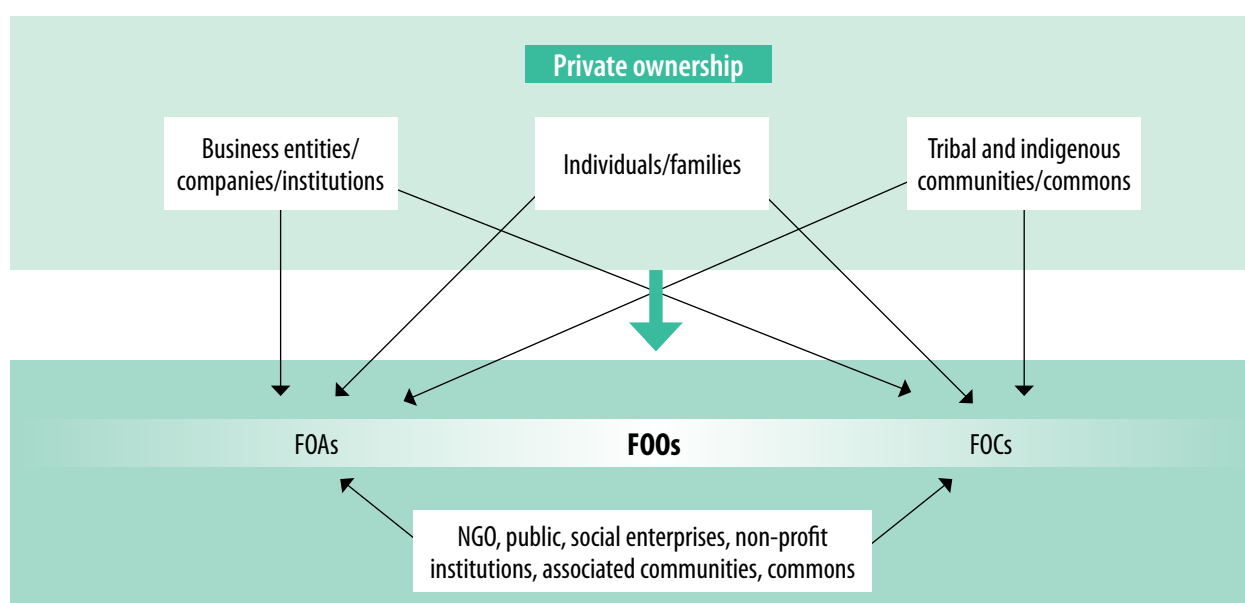 Private ownership
Business entities/
companies/institutions
Individuals/families
Tribal and indigenous
communities/commons
FOAs
FOOs
FOCs
NGO, public, social enterprises, non-profit
institutions, associated communities, commons